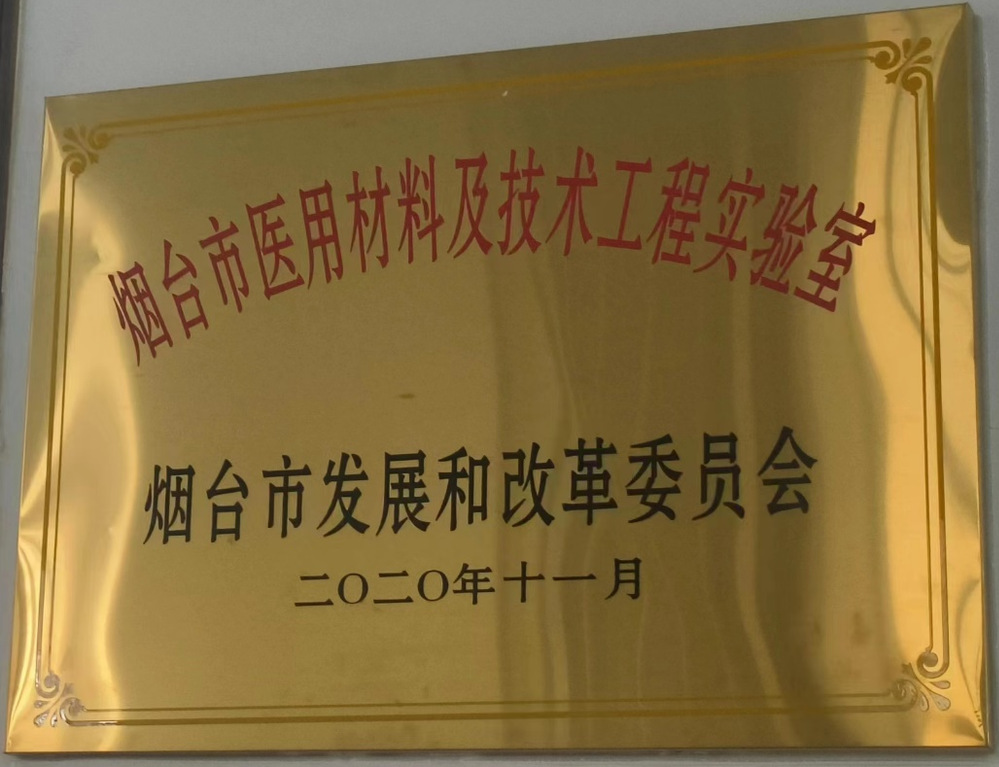 烟台市医用材料及技术工程实验室
烟台市发展和改革委员会
二〇二〇年十一月